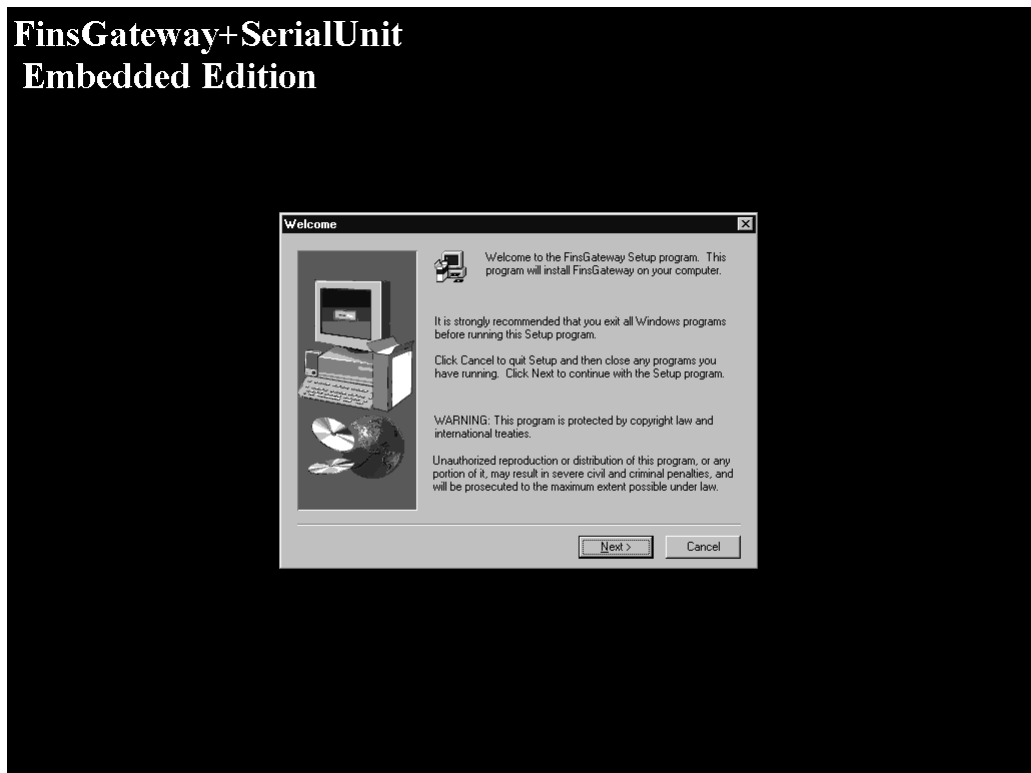 FinsGateway+SerialUnit
Embedded Edition
Welcome
Welcome to the FinsGateway Setup program. This
program will install FinsGateway on your computer.
It is strongly recommended that you exit all Windows programs
before running this Setup program.
Click Cancel to quit Setup and then close any programs you
have running. Click Next to continue with the Setup program.
WARNING: This program is protected by copyright law and
international treaties.
Unauthorized reproduction or distribution of this program, or any
portion of it, may result in severe civil and criminal penalties, and
will be prosecuted to the maximum extent possible under law.
Next >
Cancel